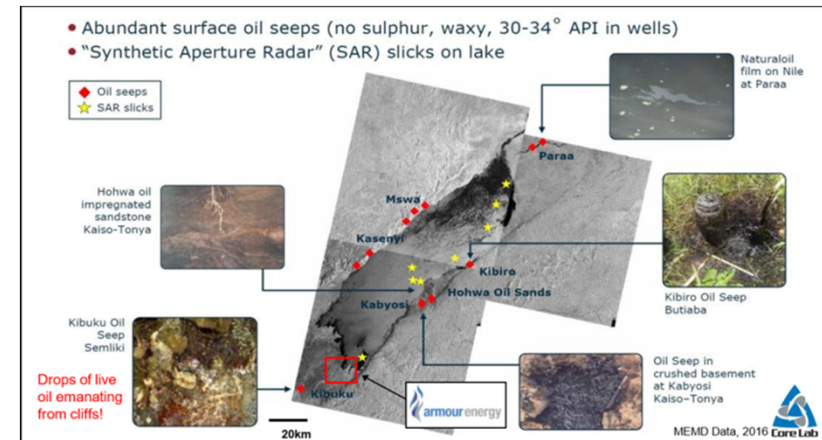 • Abundant surface oil seeps (no sulphur, waxy, 30-34° API in wells)
• “Synthetic Aperture Radar” (SAR) slicks on lake
Oil seeps
SAR slicks
Naturaloil
film on Nile
at Paraa
Paraa
Hohwa oil
impregnated
sandstone
Kaiso-Tonya
Mswa
Kasenyi
Kibiro
Hohwa Oil Sands
Kabyosi
Kibiro Oil Seep
Butiaba
Kibuku Oil
Seep
Semliki
Drops of live
oil emanating
from cliffs!
Kibuku
armourenergy
Oil Seep in
crushed basement
at Kabyosi
Kaiso-Tonya
20km
MEMD Data, 2016
Core Lab